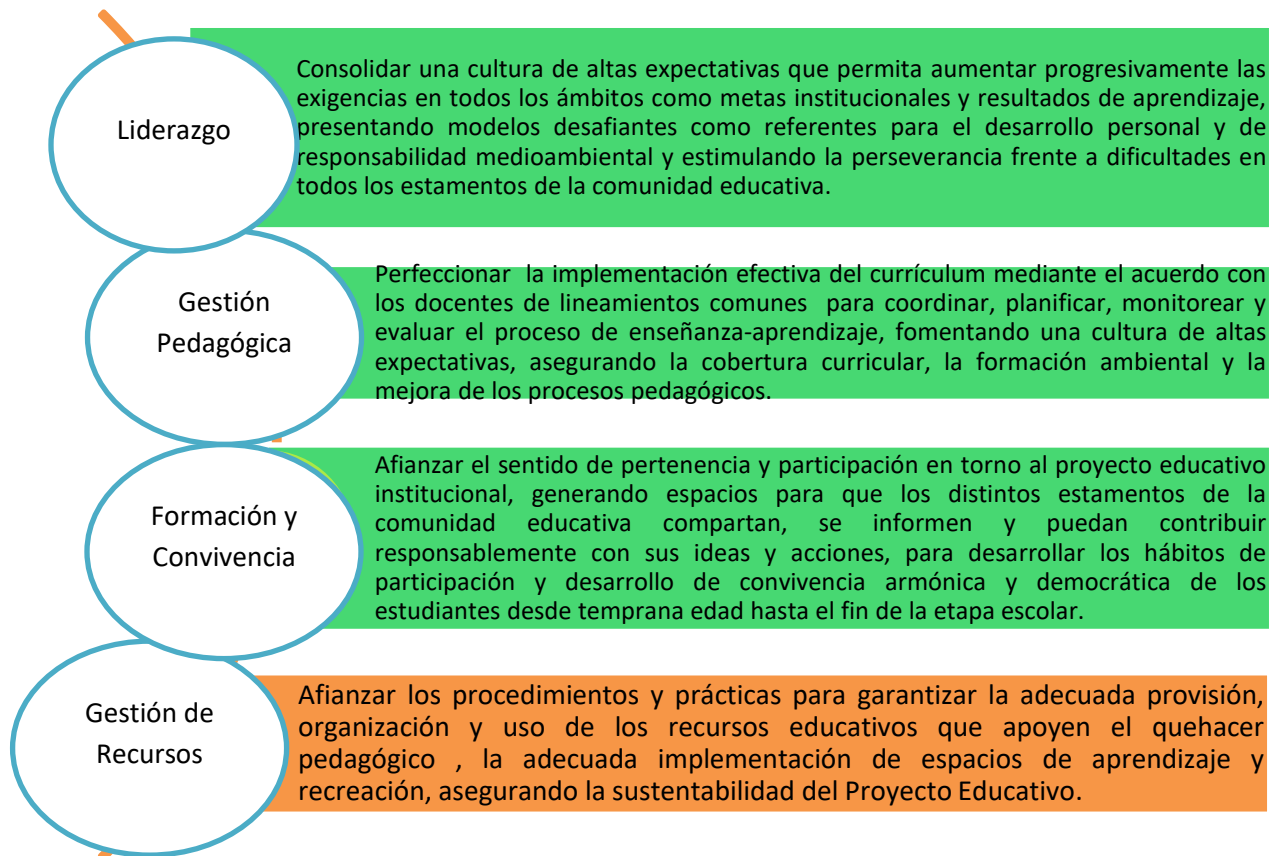 Liderazgo
Consolidar una cultura de altas expectativas que permita aumentar progresivamente las
exigencias en todos los ámbitos como metas institucionales y resultados de aprendizaje,
presentando modelos desafiantes como referentes para el desarrollo personal y de
responsabilidad medioambiental y estimulando la perseverancia frente a dificultades en
todos los estamentos de la comunidad educativa.
Gestión
Pedagógica
Perfeccionar la implementación efectiva del currículum mediante el acuerdo con
los docentes de lineamientos comunes para coordinar, planificar, monitorear y
evaluar el proceso de enseñanza-aprendizaje, fomentando una cultura de altas
expectativas, asegurando la cobertura curricular, la formación ambiental y la
mejora de los procesos pedagógicos.
Formación y
Convivencia
Afianzar el sentido de pertenencia y participación en torno al proyecto educativo
institucional, generando espacios para que los distintos estamentos de la
comunidad educativa compartan, se informen y puedan contribuir
responsablemente con sus ideas y acciones, para desarrollar los hábitos de
participación y desarrollo de convivencia armónica y democrática de los
estudiantes desde temprana edad hasta el fin de la etapa escolar.
Gestión de
Recursos
Afianzar los procedimientos y prácticas para garantizar la adecuada provisión,
organización y uso de los recursos educativos que apoyen el quehacer
pedagógico , la adecuada implementación de espacios de aprendizaje y
recreación, asegurando la sustentabilidad del Proyecto Educativo.